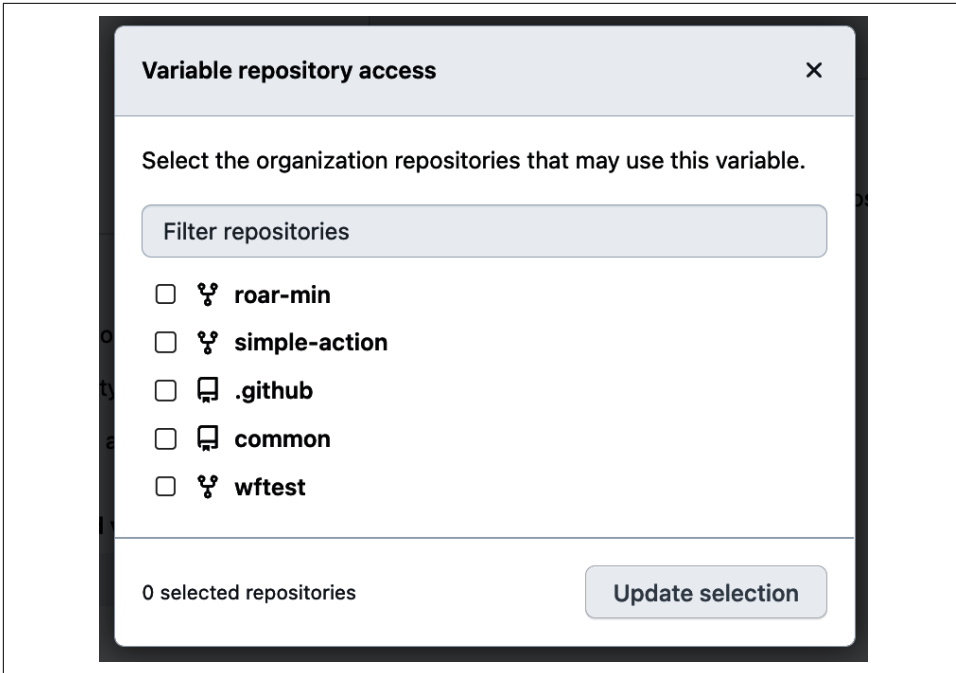 Variable repository access
Select the organization repositories that may use this variable.
Filter repositories
roar-min
simple-action
.github
common
wftest
0 selected repositories
Update selection